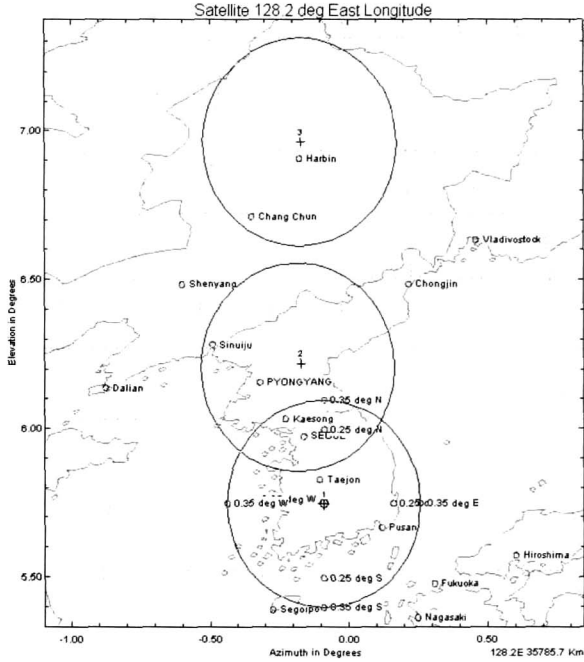 Satellite 128.2 deg East Longitude
7.00
6.50
6.00
5.50
Elevation in Degrees
3
Harbin
Chang Chun
Vladivostock
Shenyang
Chongjin
Sinuiju
2
Dalian
PYONGYANG
0.35 deg N
Kaesong
0.25 deg N
SEOUL
Taejon
0.35 deg W
deg W
1
0.25 d
0.35 deg E
Pusan
Hiroshima
0.25 deg S
Fukuoka
Segoipo
0.35 deg S
Nagasaki
-1.00
-0.50
0.00
0.50
Azimuth in Degrees
128.2E 35785.7 Km